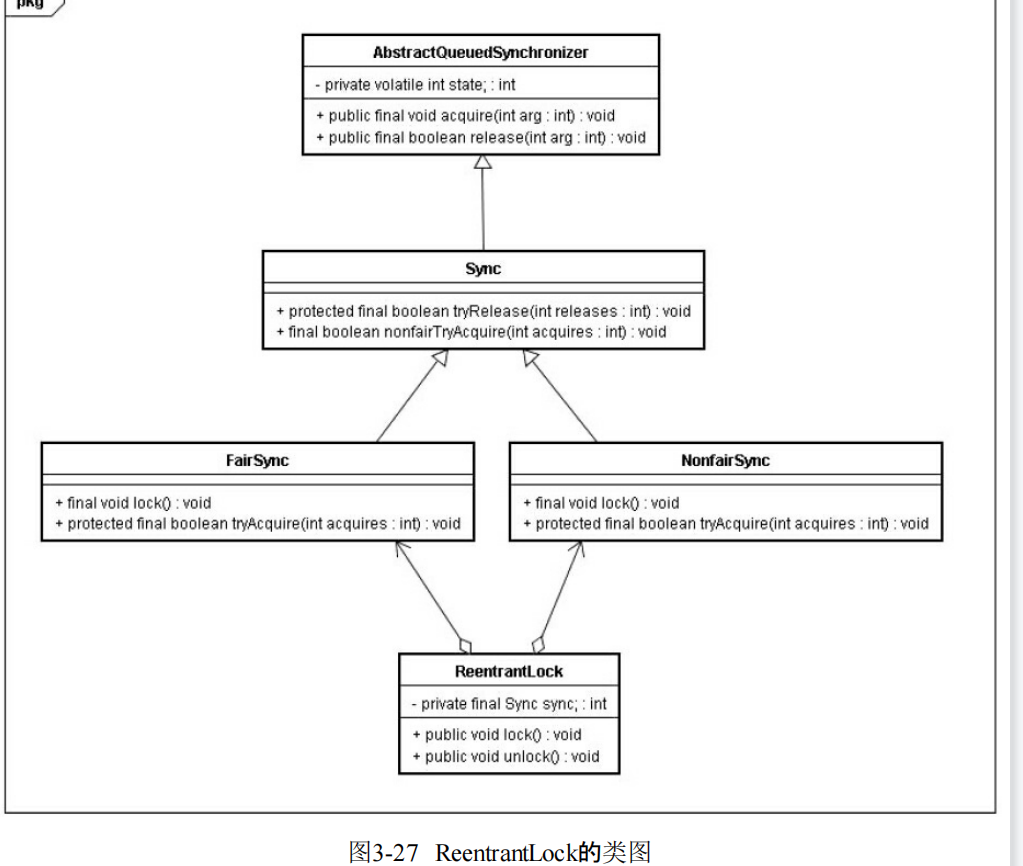 pkg
AbstractQueuedSynchronizer
- private volatile int state; : int
+ public final void acquire(int arg : int) : void
+ public final boolean release(int arg : int) : void
Sync
+ protected final boolean tryRelease(int releases : int) : void
+ final boolean nonfairTryAcquire(int acquires : int) : void
FairSync
+ final void lock() : void
+ protected final boolean tryAcquire(int acquires : int) : void
NonfairSync
+ final void lock() : void
+ protected final boolean tryAcquire(int acquires : int) : void
ReentrantLock
- private final Sync sync; : int
+ public void lock() : void
+ public void unlock() : void
图3-27 ReentrantLock的类图